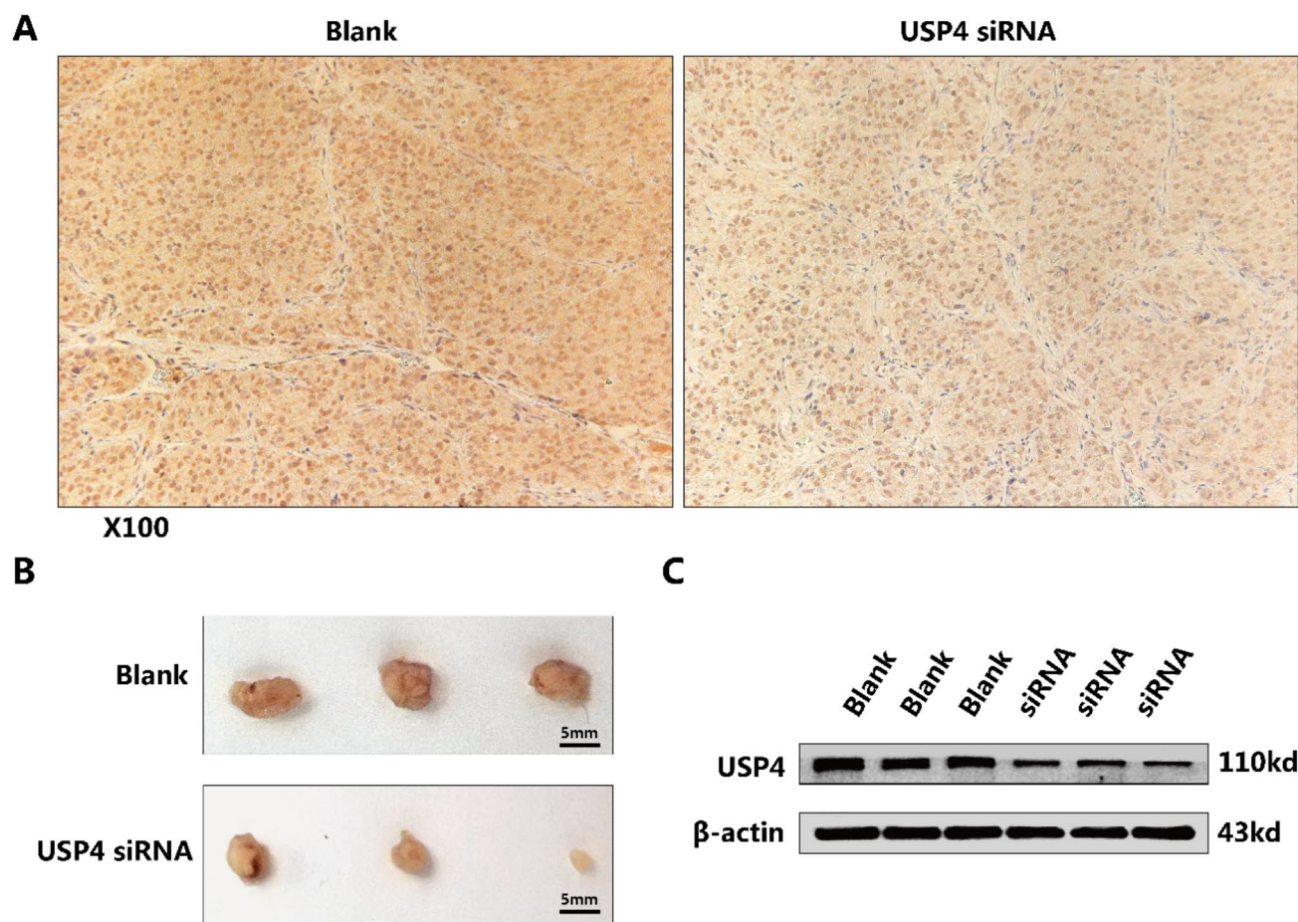 A
Blank
USP4 siRNA
X100
B
Blank
5mm
USP4 siRNA
5mm
C
Blank Blank Blank siRNA siRNA siRNA
USP4
110kd
β-actin
43kd